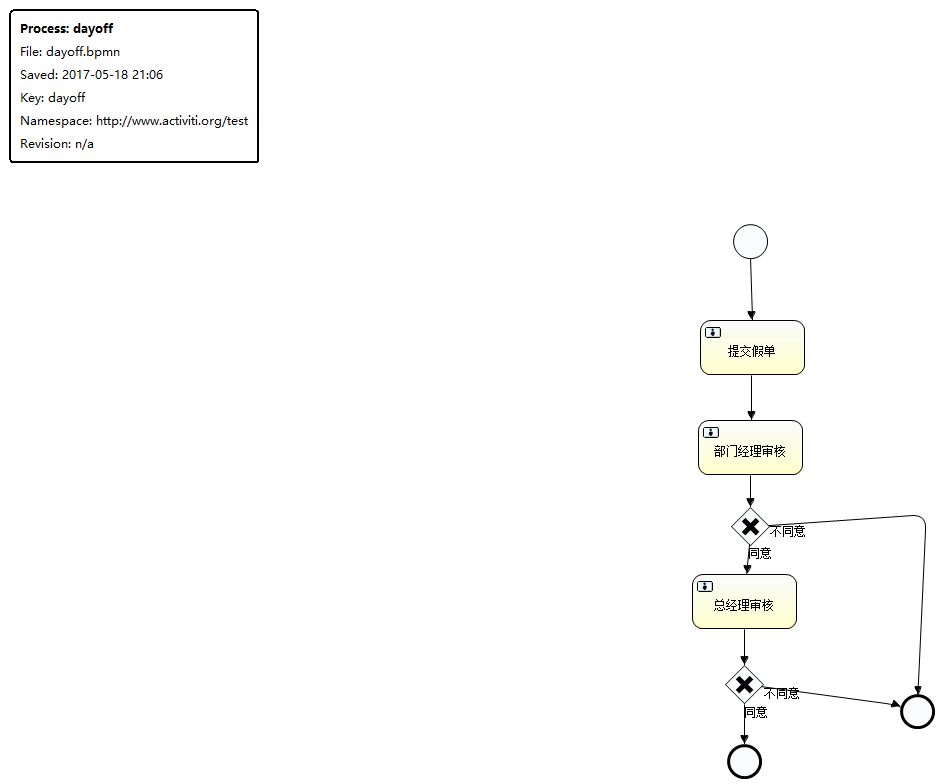 Process: dayoff
File: dayoff.bpmn
Saved: 2017-05-18 21:06
Key: dayoff
Namespace: http://www.activiti.org/test
Revision: n/a
提交假单
部门经理审核
不同意
同意
总经理审核
不同意
同意